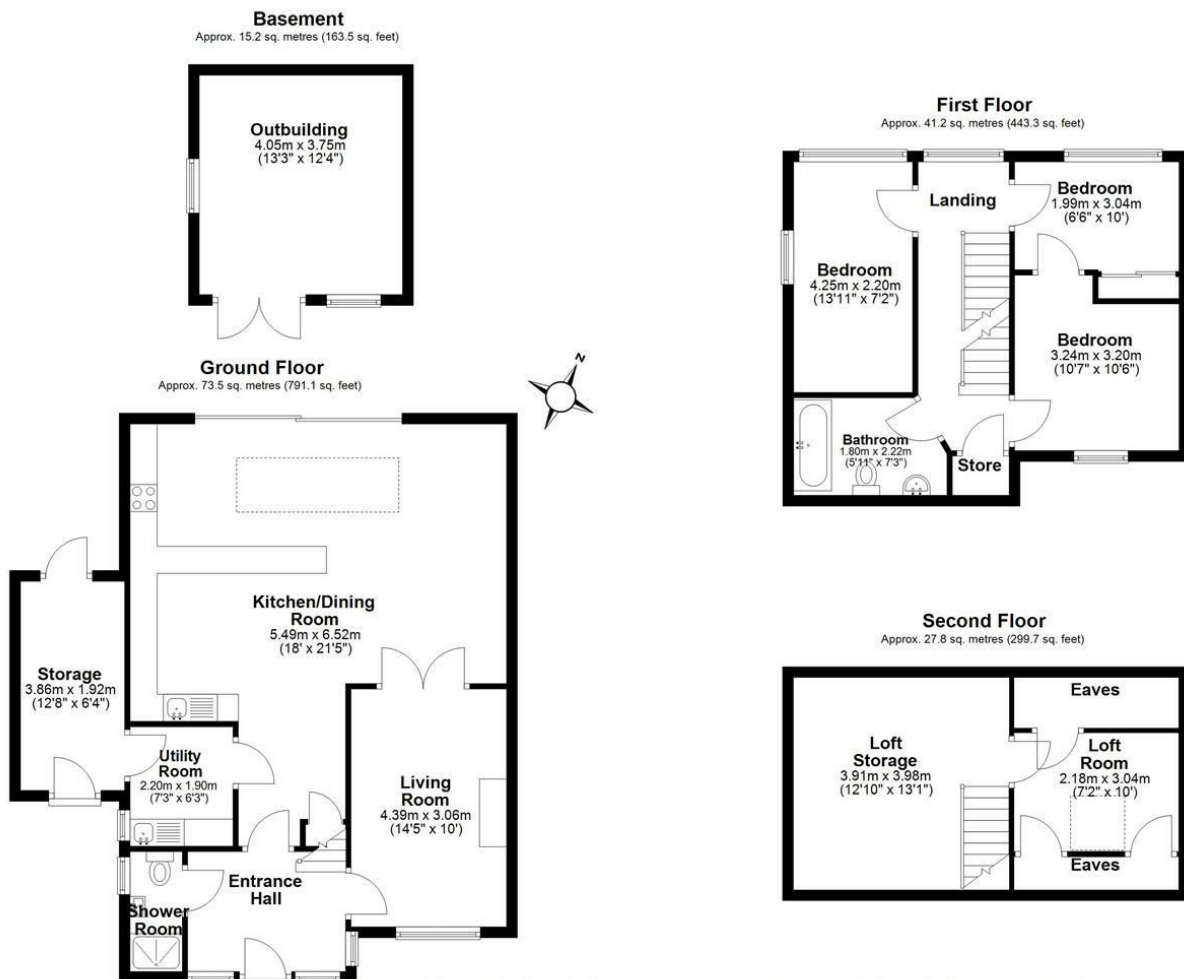 Basement
Approx. 15.2 sq. metres (163.5 sq. feet)
Outbuilding
4.05m x 3.75m
(13'3" x 12'4")
First Floor
Approx. 41.2 sq. metres (443.3 sq. feet)
Landing
Bedroom
1.99m x 3.04m
(6'6" x 10')
Bedroom
4.25m x 2.20m
(13'11" x 7'2")
Bedroom
3.24m x 3.20m
(10'7" x 10'6")
Bathroom
1.80m x 2.22m
(5'11" x 7'3")
Store
N
Ground Floor
Approx. 73.5 sq. metres (791.1 sq. feet)
Kitchen/Dining
Room
5.49m x 6.52m
(18' x 21'5")
Storage
3.86m x 1.92m
(12'8" x 6'4")
Utility
Room
2.20m x 1.90m
(7'3" x 6'3")
Living
Room
4.39m x 3.06m
(14'5" x 10')
Entrance
Hall
Shower
Room
Second Floor
Approx. 27.8 sq. metres (299.7 sq. feet)
Eaves
Loft
Storage
3.91m x 3.98m
(12'10" x 13'1")
Loft
Room
2.18m x 3.04m
(7'2" x 10')
Eaves